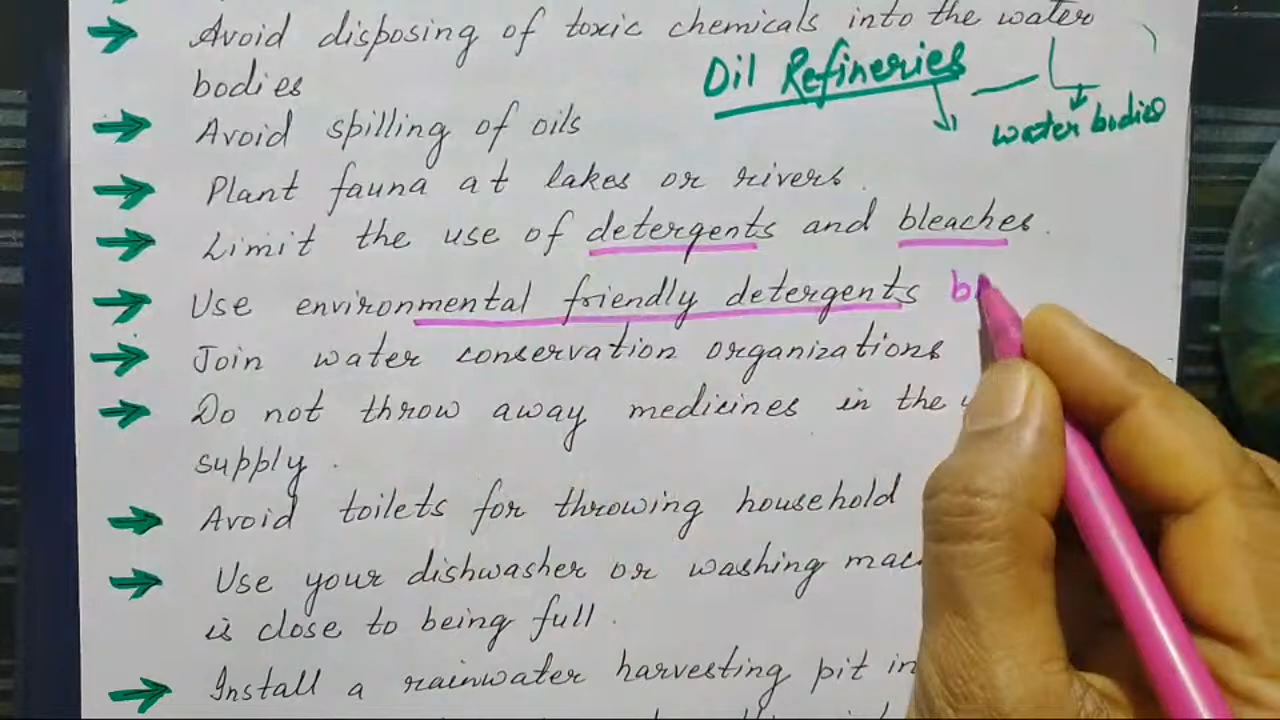 Avoid disposing of toxic chemicals into the water
bodies
Oil Refineries
water bodies
Avoid spilling of oils
Plant fauna at lakes or rivers.
Limit the use of detergents and bleaches.
Use environmental friendly detergents
Join water conservation organizations
Do not throw away medicines in the
supply.
Avoid toilets for throwing household
Use your dishwasher or washing
is close to being full.
Install a rainwater harvesting pit in